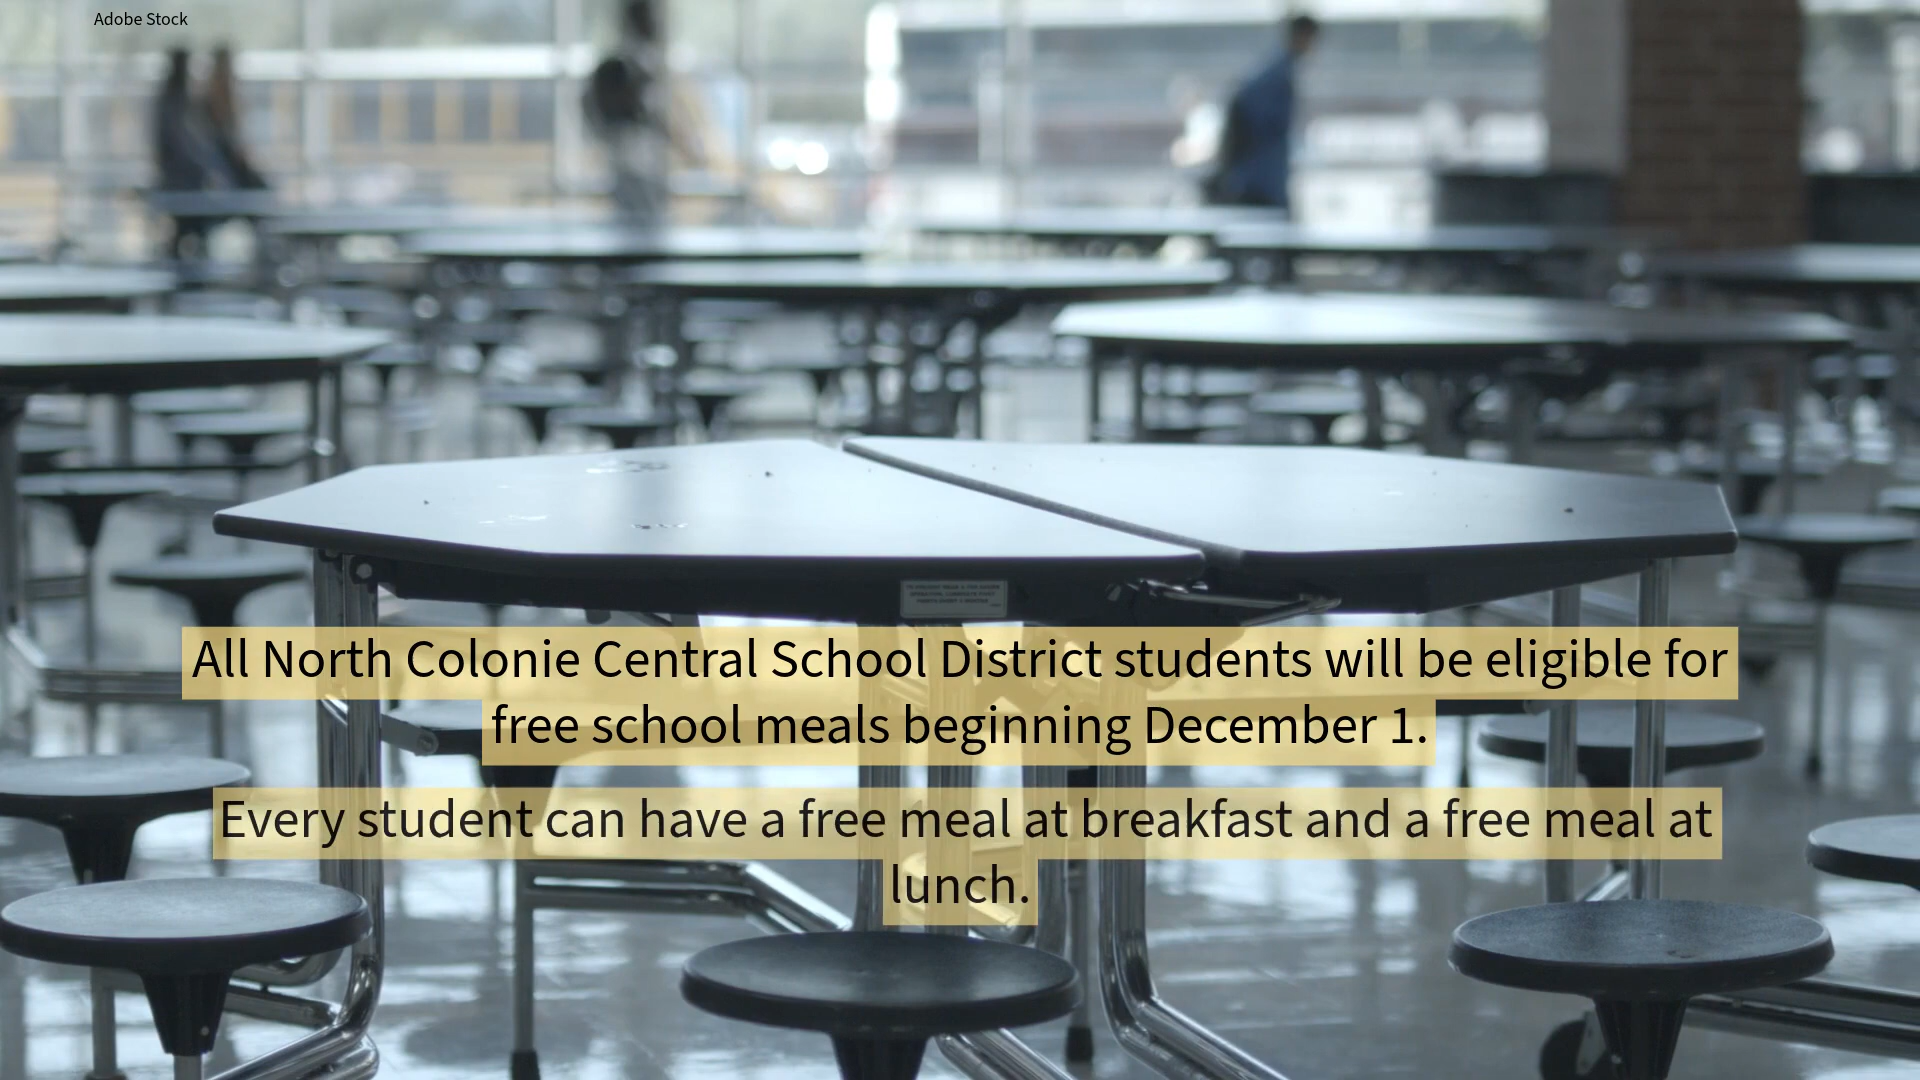 Adobe Stock
All North Colonie Central School District students will be eligible for
free school meals beginning December 1.
Every student can have a free meal at breakfast and a free meal at
lunch.